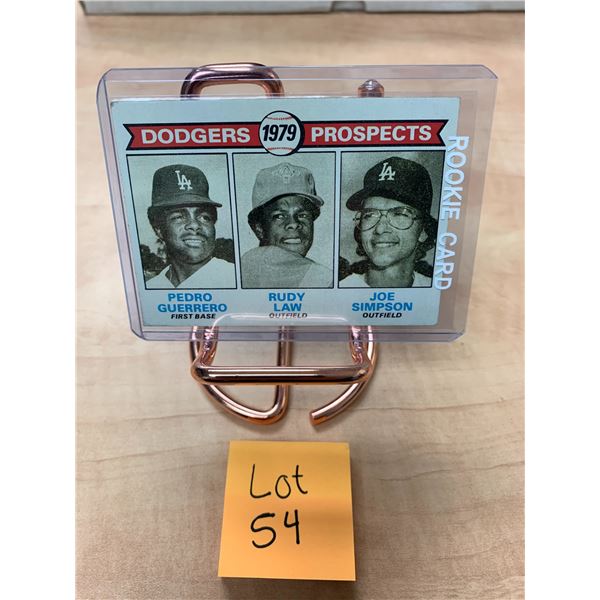 DODGERS 1979 PROSPECTS
LA
LA
PEDRO
GUERRERO
FIRST BASE
RUDY
LAW
OUTFIELD
JOE
SIMPSON
OUTFIELD
ROOKIE CARD
Lot
54